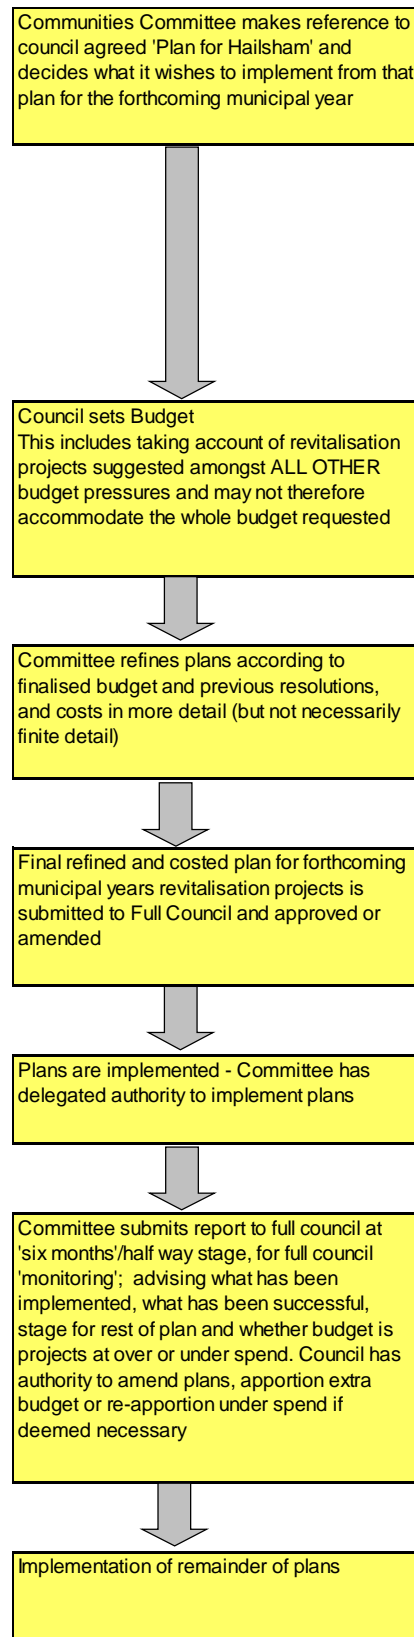 Communities Committee makes reference to
council agreed 'Plan for Hailsham' and
decides what it wishes to implement from that
plan for the forthcoming municipal year
Council sets Budget
This includes taking account of revitalisation
projects suggested amongst ALL OTHER
budget pressures and may not therefore
accommodate the whole budget requested
Committee refines plans according to
finalised budget and previous resolutions,
and costs in more detail (but not necessarily
finite detail)
Final refined and costed plan for forthcoming
municipal years revitalisation projects is
submitted to Full Council and approved or
amended
Plans are implemented - Committee has
delegated authority to implement plans
Committee submits report to full council at
'six months'/half way stage, for full council
'monitoring';  advising what has been
implemented, what has been successful,
stage for rest of plan and whether budget is
projects at over or under spend. Council has
authority to amend plans, apportion extra
budget or re-apportion under spend if
deemed necessary
Implementation of remainder of plans